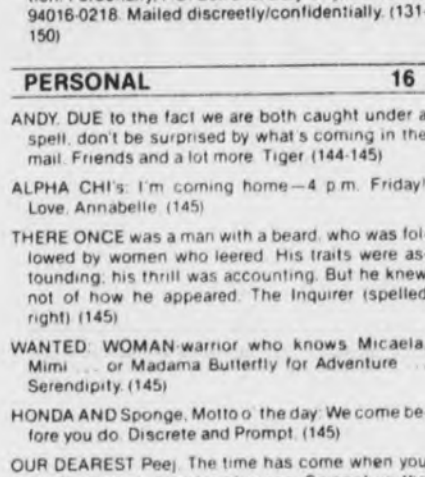 94016-0218. Mailed discreetly/confidentially. (131-
150)
PERSONAL 16
ANDY. DUE to the fact we are both caught under a
spell, don't be surprised by what's coming in the
mail. Friends and a lot more. Tiger. (144-145)
ALPHA CHI's: I'm coming home—4 p.m. Friday!
Love, Annabelle. (145)
THERE ONCE was a man with a beard, who was fol-
lowed by women who leered. His traits were as-
tounding; his thrill was accounting. But he knew
not of how he appeared. The Inquirer (spelled
right) (145)
WANTED: WOMAN-warrior who knows Micaela,
Mimi ... or Madama Butterfly for Adventure ...
Serendipity. (145)
HONDA AND Sponge, Motto o' the day: We come be-
fore you do. Discrete and Prompt. (145)
OUR DEAREST Peej. The time has come when you